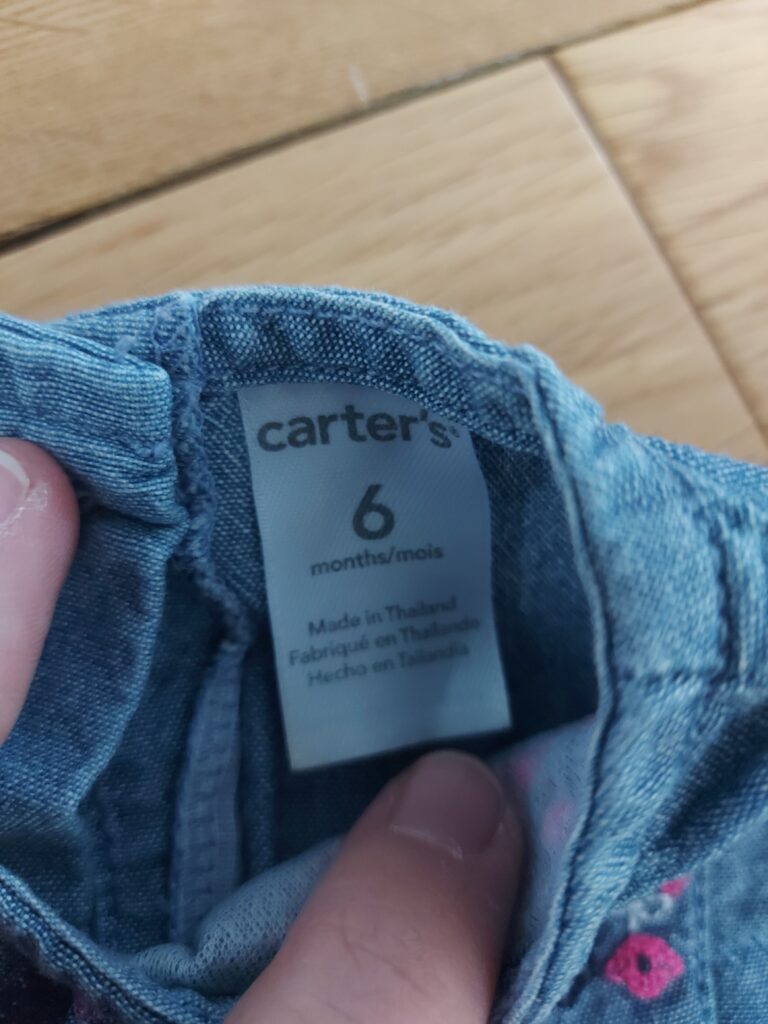 carter's®
6
months/mois
Made in Thailand
Fabriqué en Thaïlande
Hecho en Tailandia